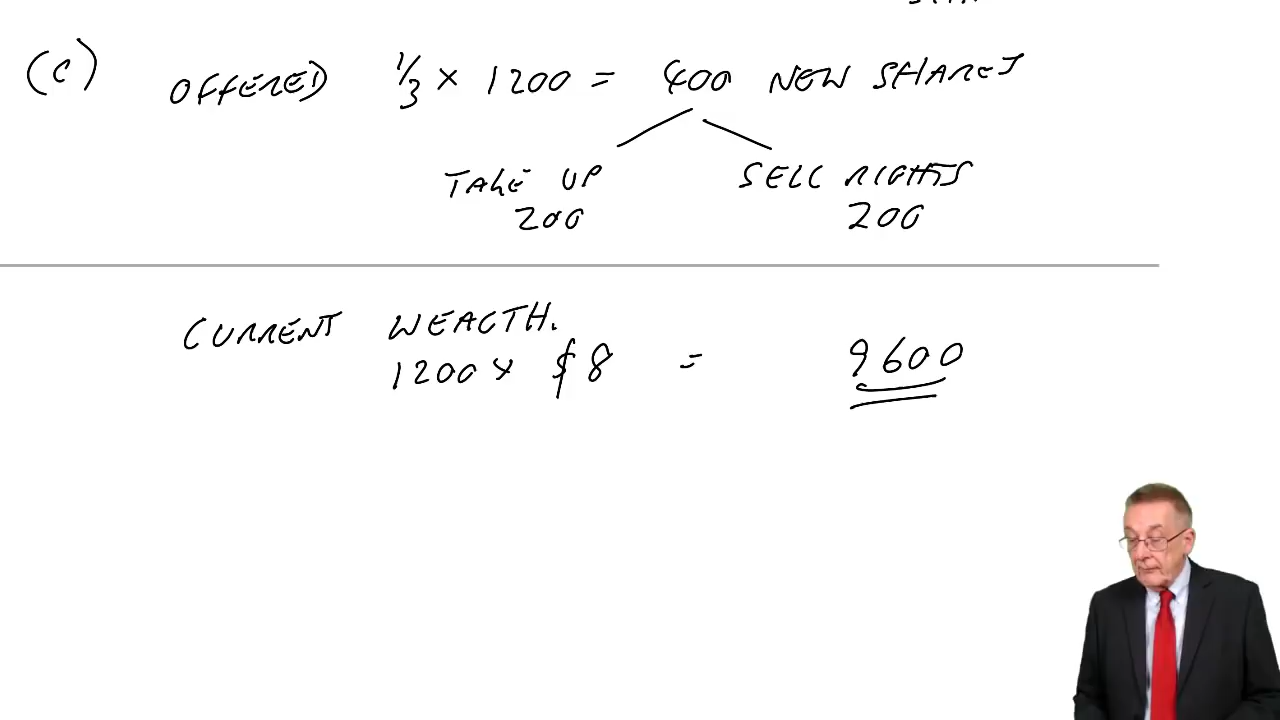 (c) OFFERED 1/3 × 1200 = 400 NEW SHARES
TAKE UP SELL RIGHTS
200 200
CURRENT WEALTH.
1200 × $8 = 9600